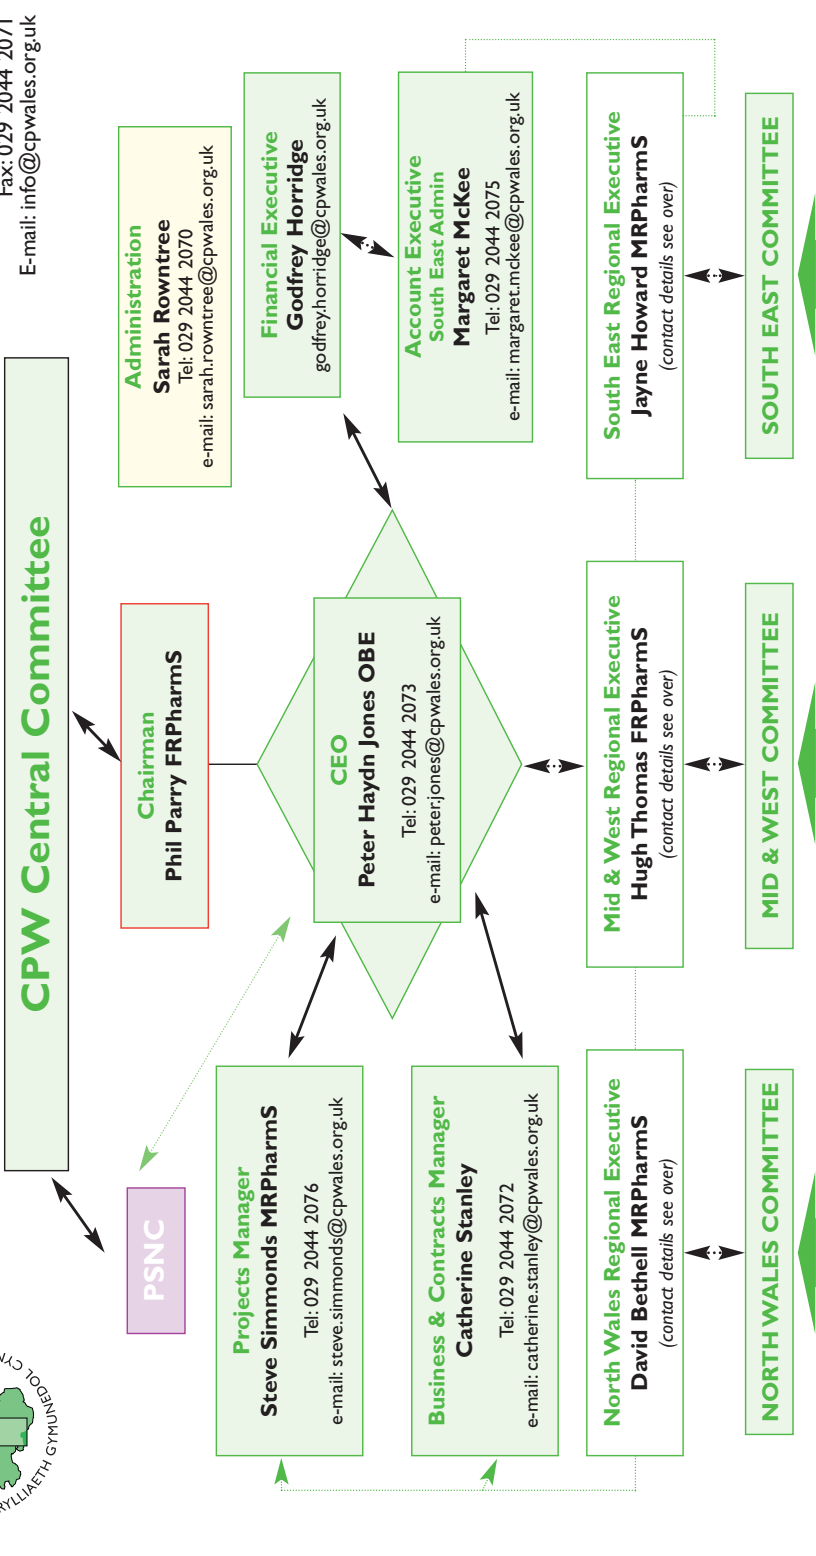 Fax: 029 2044 2071
E-mail: info@cpwales.org.uk
CPW Central Committee
PSNC
Chairman
Phil Parry FRPharmS
Administration
Sarah Rowntree
Tel: 029 2044 2070
e-mail: sarah.rowntree@cpwales.org.uk
Projects Manager
Steve Simmonds MRPharmS
Tel: 029 2044 2076
e-mail: steve.simmonds@cpwales.org.uk
CEO
Peter Haydn Jones OBE
Tel: 029 2044 2073
e-mail: peter.jones@cpwales.org.uk
Financial Executive
Godfrey Horridge
godfrey.horridge@cpwales.org.uk
Business & Contracts Manager
Catherine Stanley
Tel: 029 2044 2072
e-mail: catherine.stanley@cpwales.org.uk
Account Executive
South East Admin
Margaret McKee
Tel: 029 2044 2075
e-mail: margaret.mckee@cpwales.org.uk
North Wales Regional Executive
David Bethell MRPharmS
(contact details see over)
Mid & West Regional Executive
Hugh Thomas FRPharmS
(contact details see over)
South East Regional Executive
Jayne Howard MRPharmS
(contact details see over)
NORTH WALES COMMITTEE
MID & WEST COMMITTEE
SOUTH EAST COMMITTEE
GYMUNEDOL